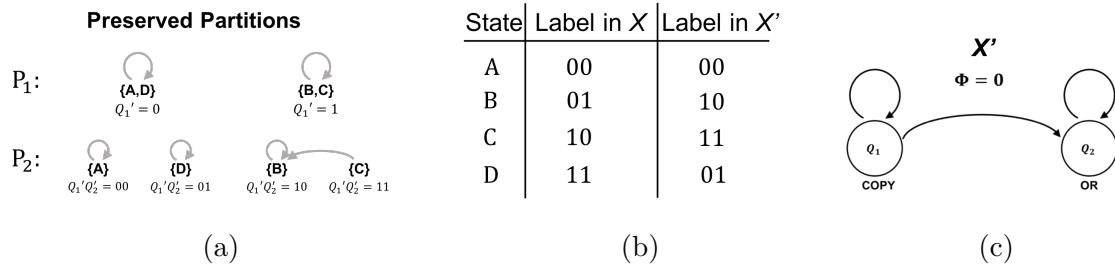 Preserved Partitions
P₁:
{A,D} {B,C}
Q₁′ = 0 Q₁′ = 1
P₂:
{A} {D} {B} {C}
Q₁′Q₂′ = 00 Q₁′Q₂′ = 01 Q₁′Q₂′ = 10 Q₁′Q₂′ = 11
(a)
State Label in X Label in X'
A 00 00
B 01 10
C 10 11
D 11 01
(b)
X'
Φ = 0
Q₁ Q₂
COPY OR
(c)